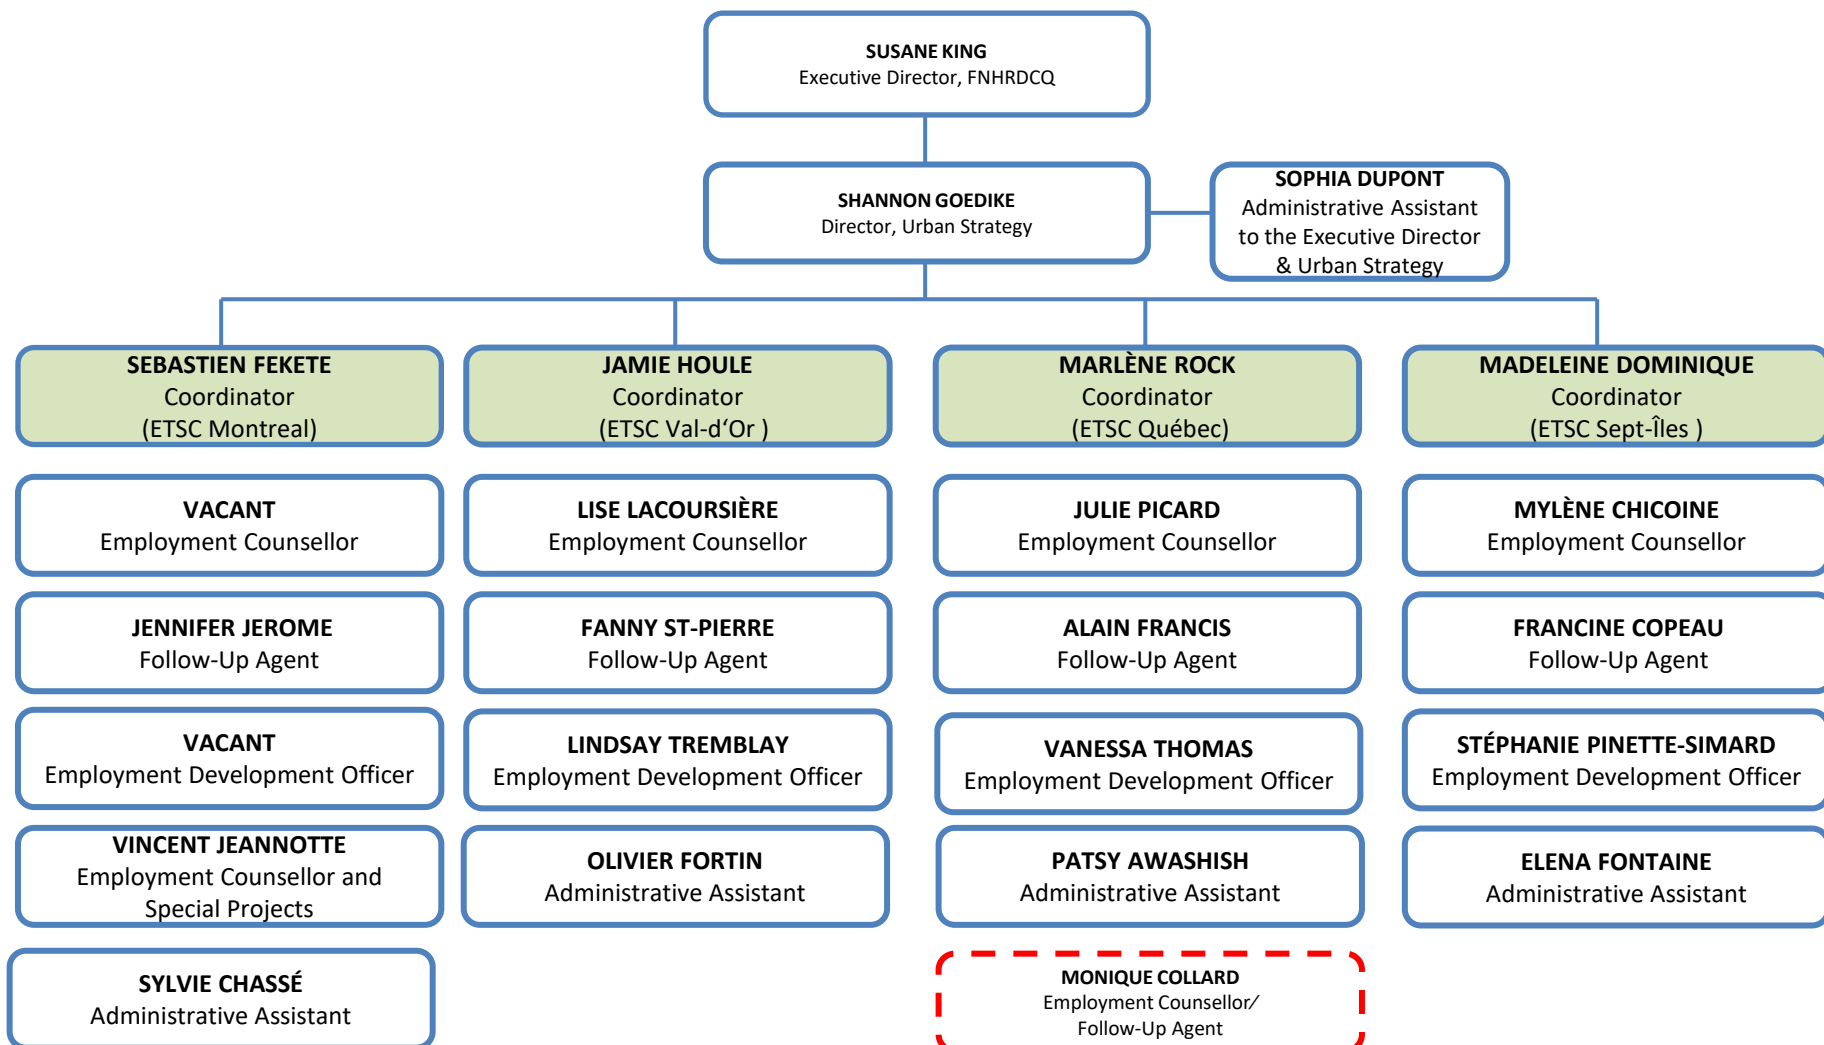 SUSANE KING
Executive Director, FNHRDCQ
SHANNON GOEDIKE
Director, Urban Strategy
SOPHIA DUPONT
Administrative Assistant
to the Executive Director
& Urban Strategy
SEBASTIEN FEKETE
Coordinator
(ETSC Montreal)
JAMIE HOULE
Coordinator
(ETSC Val-d‘Or )
MARLÈNE ROCK
Coordinator
(ETSC Québec)
MADELEINE DOMINIQUE
Coordinator
(ETSC Sept-Îles )
VACANT
Employment Counsellor
LISE LACOURSIÈRE
Employment Counsellor
JULIE PICARD
Employment Counsellor
MYLÈNE CHICOINE
Employment Counsellor
JENNIFER JEROME
Follow-Up Agent
FANNY ST-PIERRE
Follow-Up Agent
ALAIN FRANCIS
Follow-Up Agent
FRANCINE COPEAU
Follow-Up Agent
VACANT
Employment Development Officer
LINDSAY TREMBLAY
Employment Development Officer
VANESSA THOMAS
Employment Development Officer
STÉPHANIE PINETTE-SIMARD
Employment Development Officer
VINCENT JEANNOTTE
Employment Counsellor and
Special Projects
OLIVIER FORTIN
Administrative Assistant
PATSY AWASHISH
Administrative Assistant
ELENA FONTAINE
Administrative Assistant
SYLVIE CHASSÉ
Administrative Assistant
MONIQUE COLLARD
Employment Counsellor/
Follow-Up Agent